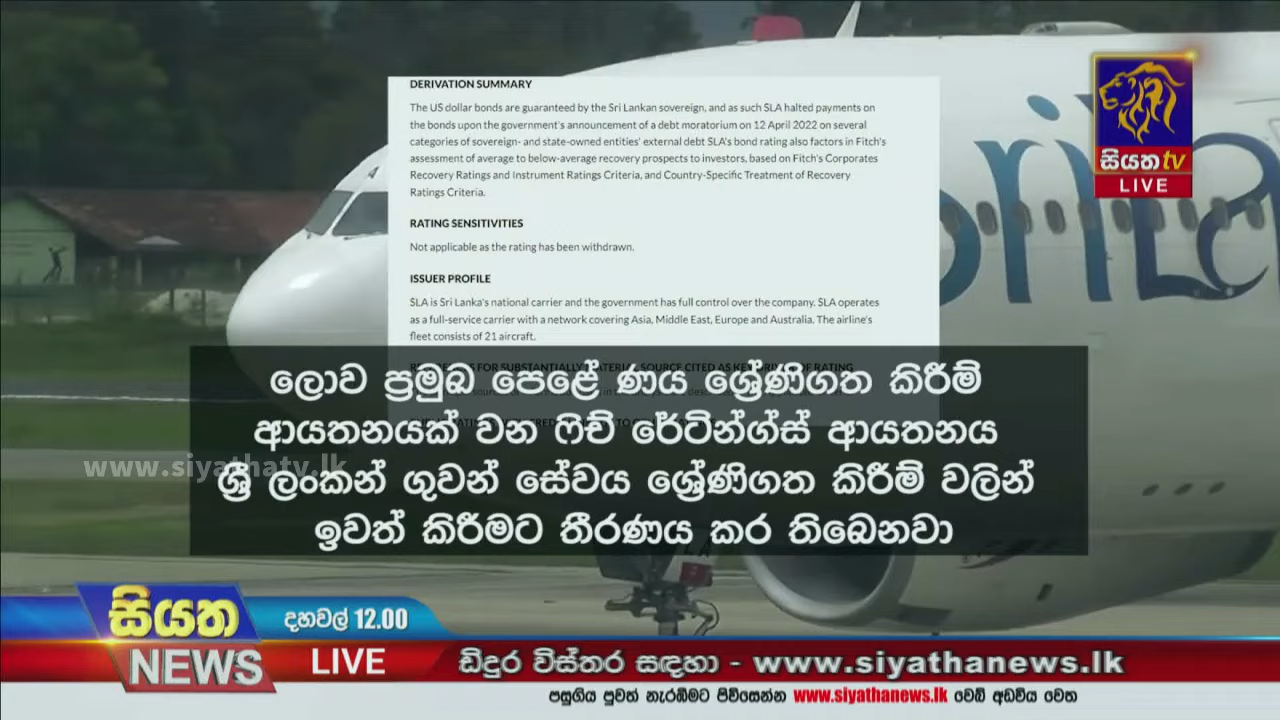 DERIVATION SUMMARY
The US dollar bonds are guaranteed by the Sri Lankan sovereign, and as such SLA halted payments on
the bonds upon the government's announcement of a debt moratorium on 12 April 2022 on several
categories of sovereign- and state-owned entities' external debt SLA's bond rating also factors in Fitch's
assessment of average to below-average recovery prospects to investors, based on Fitch's Corporates
Recovery Ratings and Instrument Ratings Criteria, and Country-Specific Treatment of Recovery
Ratings Criteria.
RATING SENSITIVITIES
Not applicable as the rating has been withdrawn.
ISSUER PROFILE
SLA is Sri Lanka's national carrier and the government has full control over the company. SLA operates
as a full-service carrier with a network covering Asia, Middle East, Europe and Australia. The airline's
fleet consists of 21 aircraft.
සියත tv
LIVE
ලොව ප්‍රමුඛ පෙළේ ණය ශ්‍රේණිගත කිරීම්
ආයතනයක් වන ෆිච් රේටින්ග්ස් ආයතනය
ශ්‍රී ලංකන් ගුවන් සේවය ශ්‍රේණිගත කිරීම් වලින්
ඉවත් කිරීමට තීරණය කර තිබෙනවා
www.siyathatv.lk
සියත
NEWS
දහවල් 12.00
LIVE
ඩිදුර විස්තර සඳහා - www.siyathanews.lk
පසුගිය පුවත් නැරඹීමට පිවිසෙන්න www.siyathanews.lk වෙබ් අඩවිය වෙත